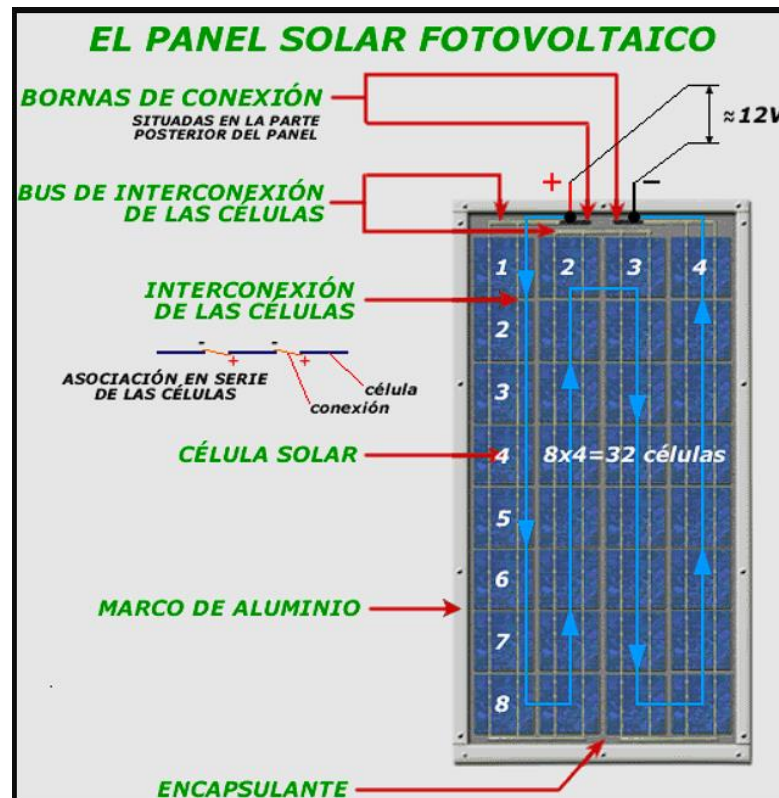 EL PANEL SOLAR FOTOVOLTAICO
BORNAS DE CONEXIÓN
SITUADAS EN LA PARTE
POSTERIOR DEL PANEL
≈12V
+ −
BUS DE INTERCONEXIÓN
DE LAS CÉLULAS
1 2 3 4
INTERCONEXIÓN
DE LAS CÉLULAS
2
- -
+ +
ASOCIACIÓN EN SERIE
DE LAS CÉLULAS
célula
conexión
3
CÉLULA SOLAR
4 8x4=32 células
5
6
MARCO DE ALUMINIO
7
8
ENCAPSULANTE